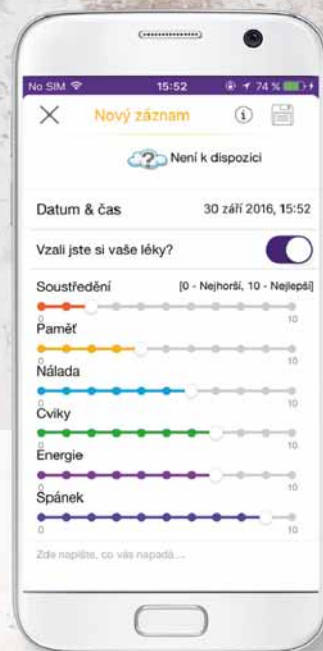 No SIM 15:52 74 %
Nový záznam
Není k dispozici
Datum & čas 30 září 2016, 15:52
Vzali jste si vaše léky?
Soustředění [0 - Nejhorší, 10 - Nejlepší]
0 10
Paměť
0 10
Nálada
0 10
Cviky
0 10
Energie
0 10
Spánek
0 10
Zde napište, co vás napadá...